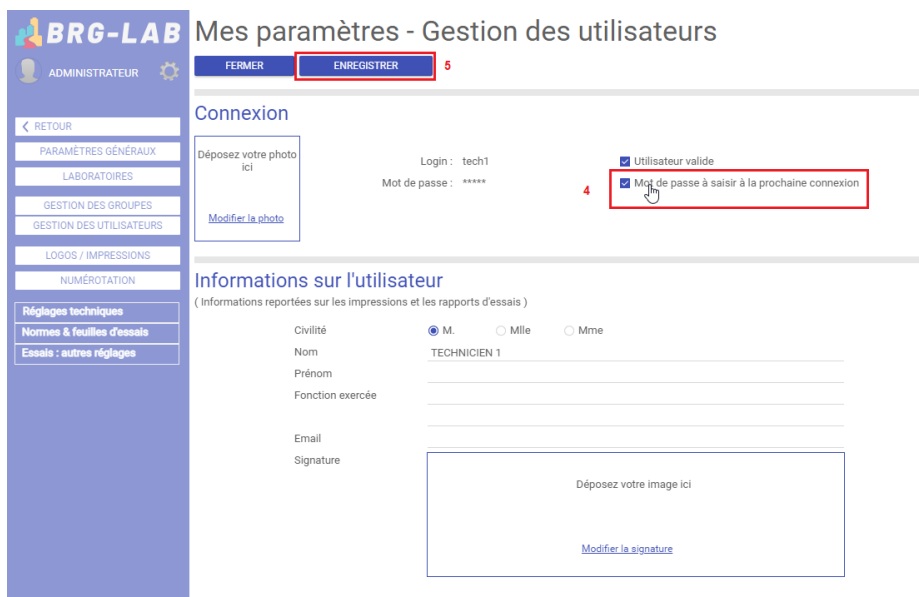 BRG-LAB
ADMINISTRATEUR
RETOUR
PARAMÈTRES GÉNÉRAUX
LABORATOIRES
GESTION DES GROUPES
GESTION DES UTILISATEURS
LOGOS / IMPRESSIONS
NUMÉROTATION
Réglages techniques
Normes & feuilles d'essais
Essais : autres réglages
Mes paramètres - Gestion des utilisateurs
FERMER
ENREGISTRER
5
Connexion
Déposez votre photo
ici
Modifier la photo
Login : tech1
Mot de passe : *****
Utilisateur valide
4
Mot de passe à saisir à la prochaine connexion
Informations sur l'utilisateur
( Informations reportées sur les impressions et les rapports d'essais )
Civilité M. Mlle Mme
Nom TECHNICIEN 1
Prénom
Fonction exercée
Email
Signature
Déposez votre image ici
Modifier la signature